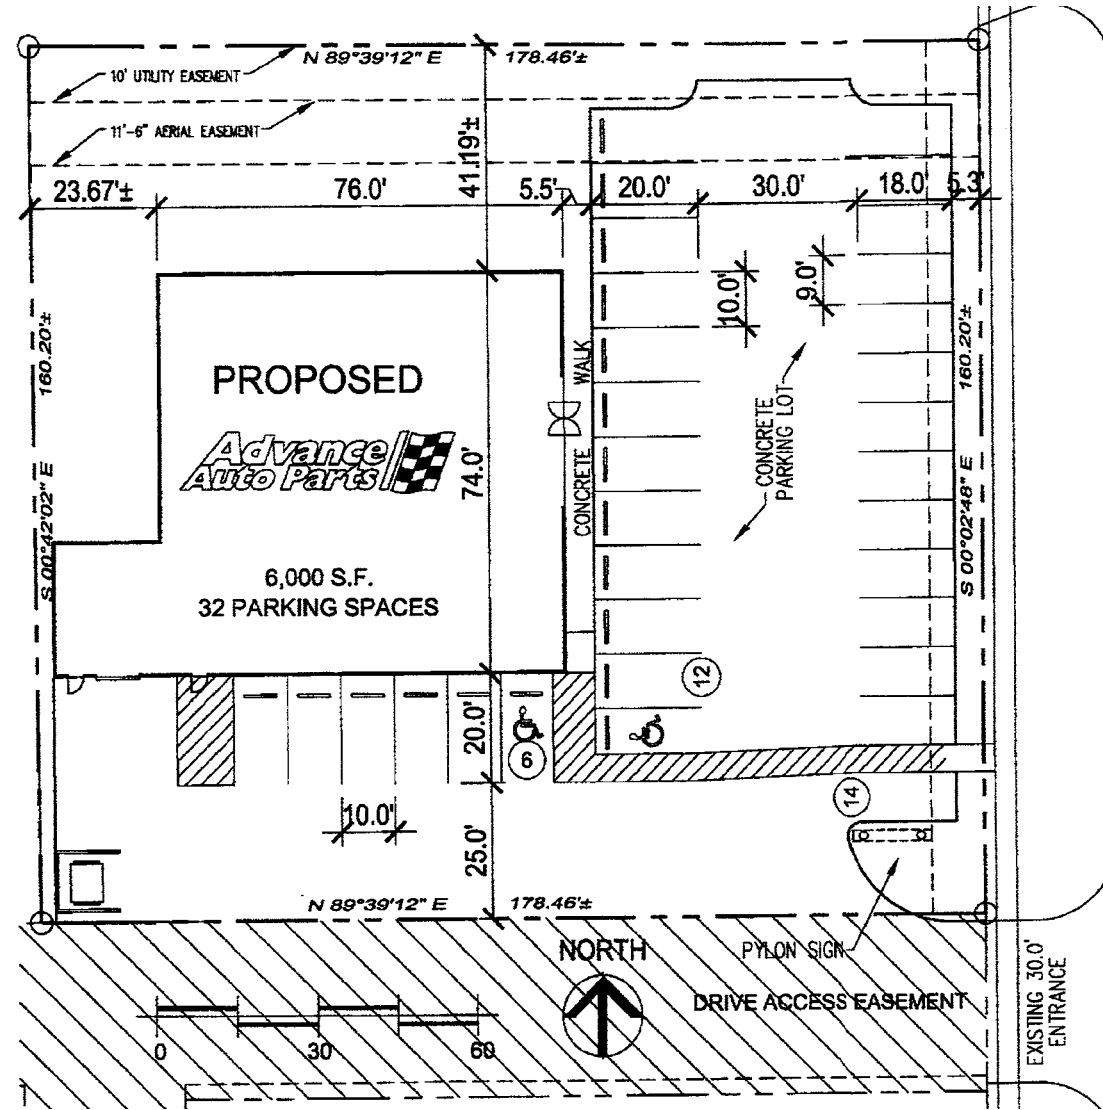 N 89°39'12" E 178.46'±
10' UTILITY EASEMENT
11'-6" AERIAL EASEMENT
41.19'±
23.67'± 76.0' 5.5' 20.0' 30.0' 18.0' 5.3'
10.0'
9.0'
160.20'±
S 00°42'02" E
160.20'±
S 00°02'48" E
PROPOSED
Advance
Auto Parts
74.0'
CONCRETE WALK
CONCRETE
PARKING LOT
6,000 S.F.
32 PARKING SPACES
12
20.0'
6
14
10.0'
25.0'
N 89°39'12" E 178.46'±
NORTH
PYLON SIGN
DRIVE ACCESS EASEMENT
EXISTING 30.0'
ENTRANCE
0 30 60